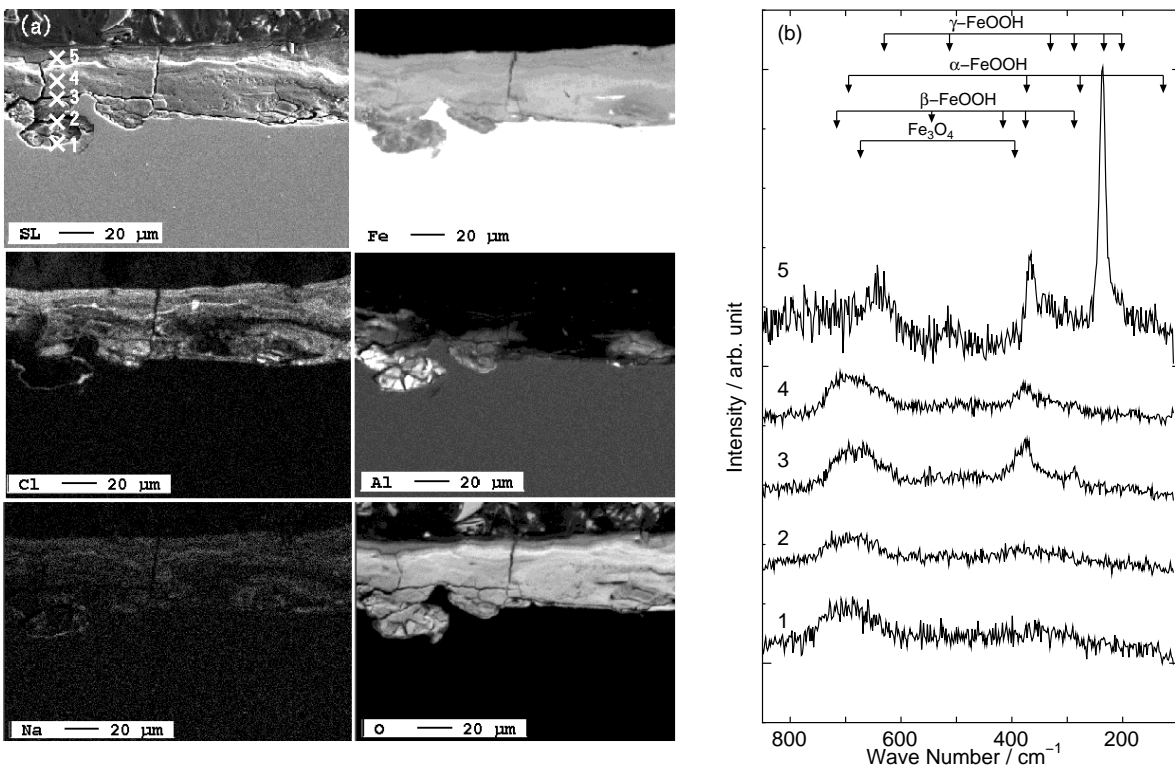 (a)
5
4
3
2
1
SL 20 µm
Fe 20 µm
Cl 20 µm
Al 20 µm
Na 20 µm
O 20 µm
(b)
γ–FeOOH
α–FeOOH
β–FeOOH
Fe₃O₄
5
4
3
2
1
Intensity / arb. unit
800 600 400 200
Wave Number / cm⁻¹